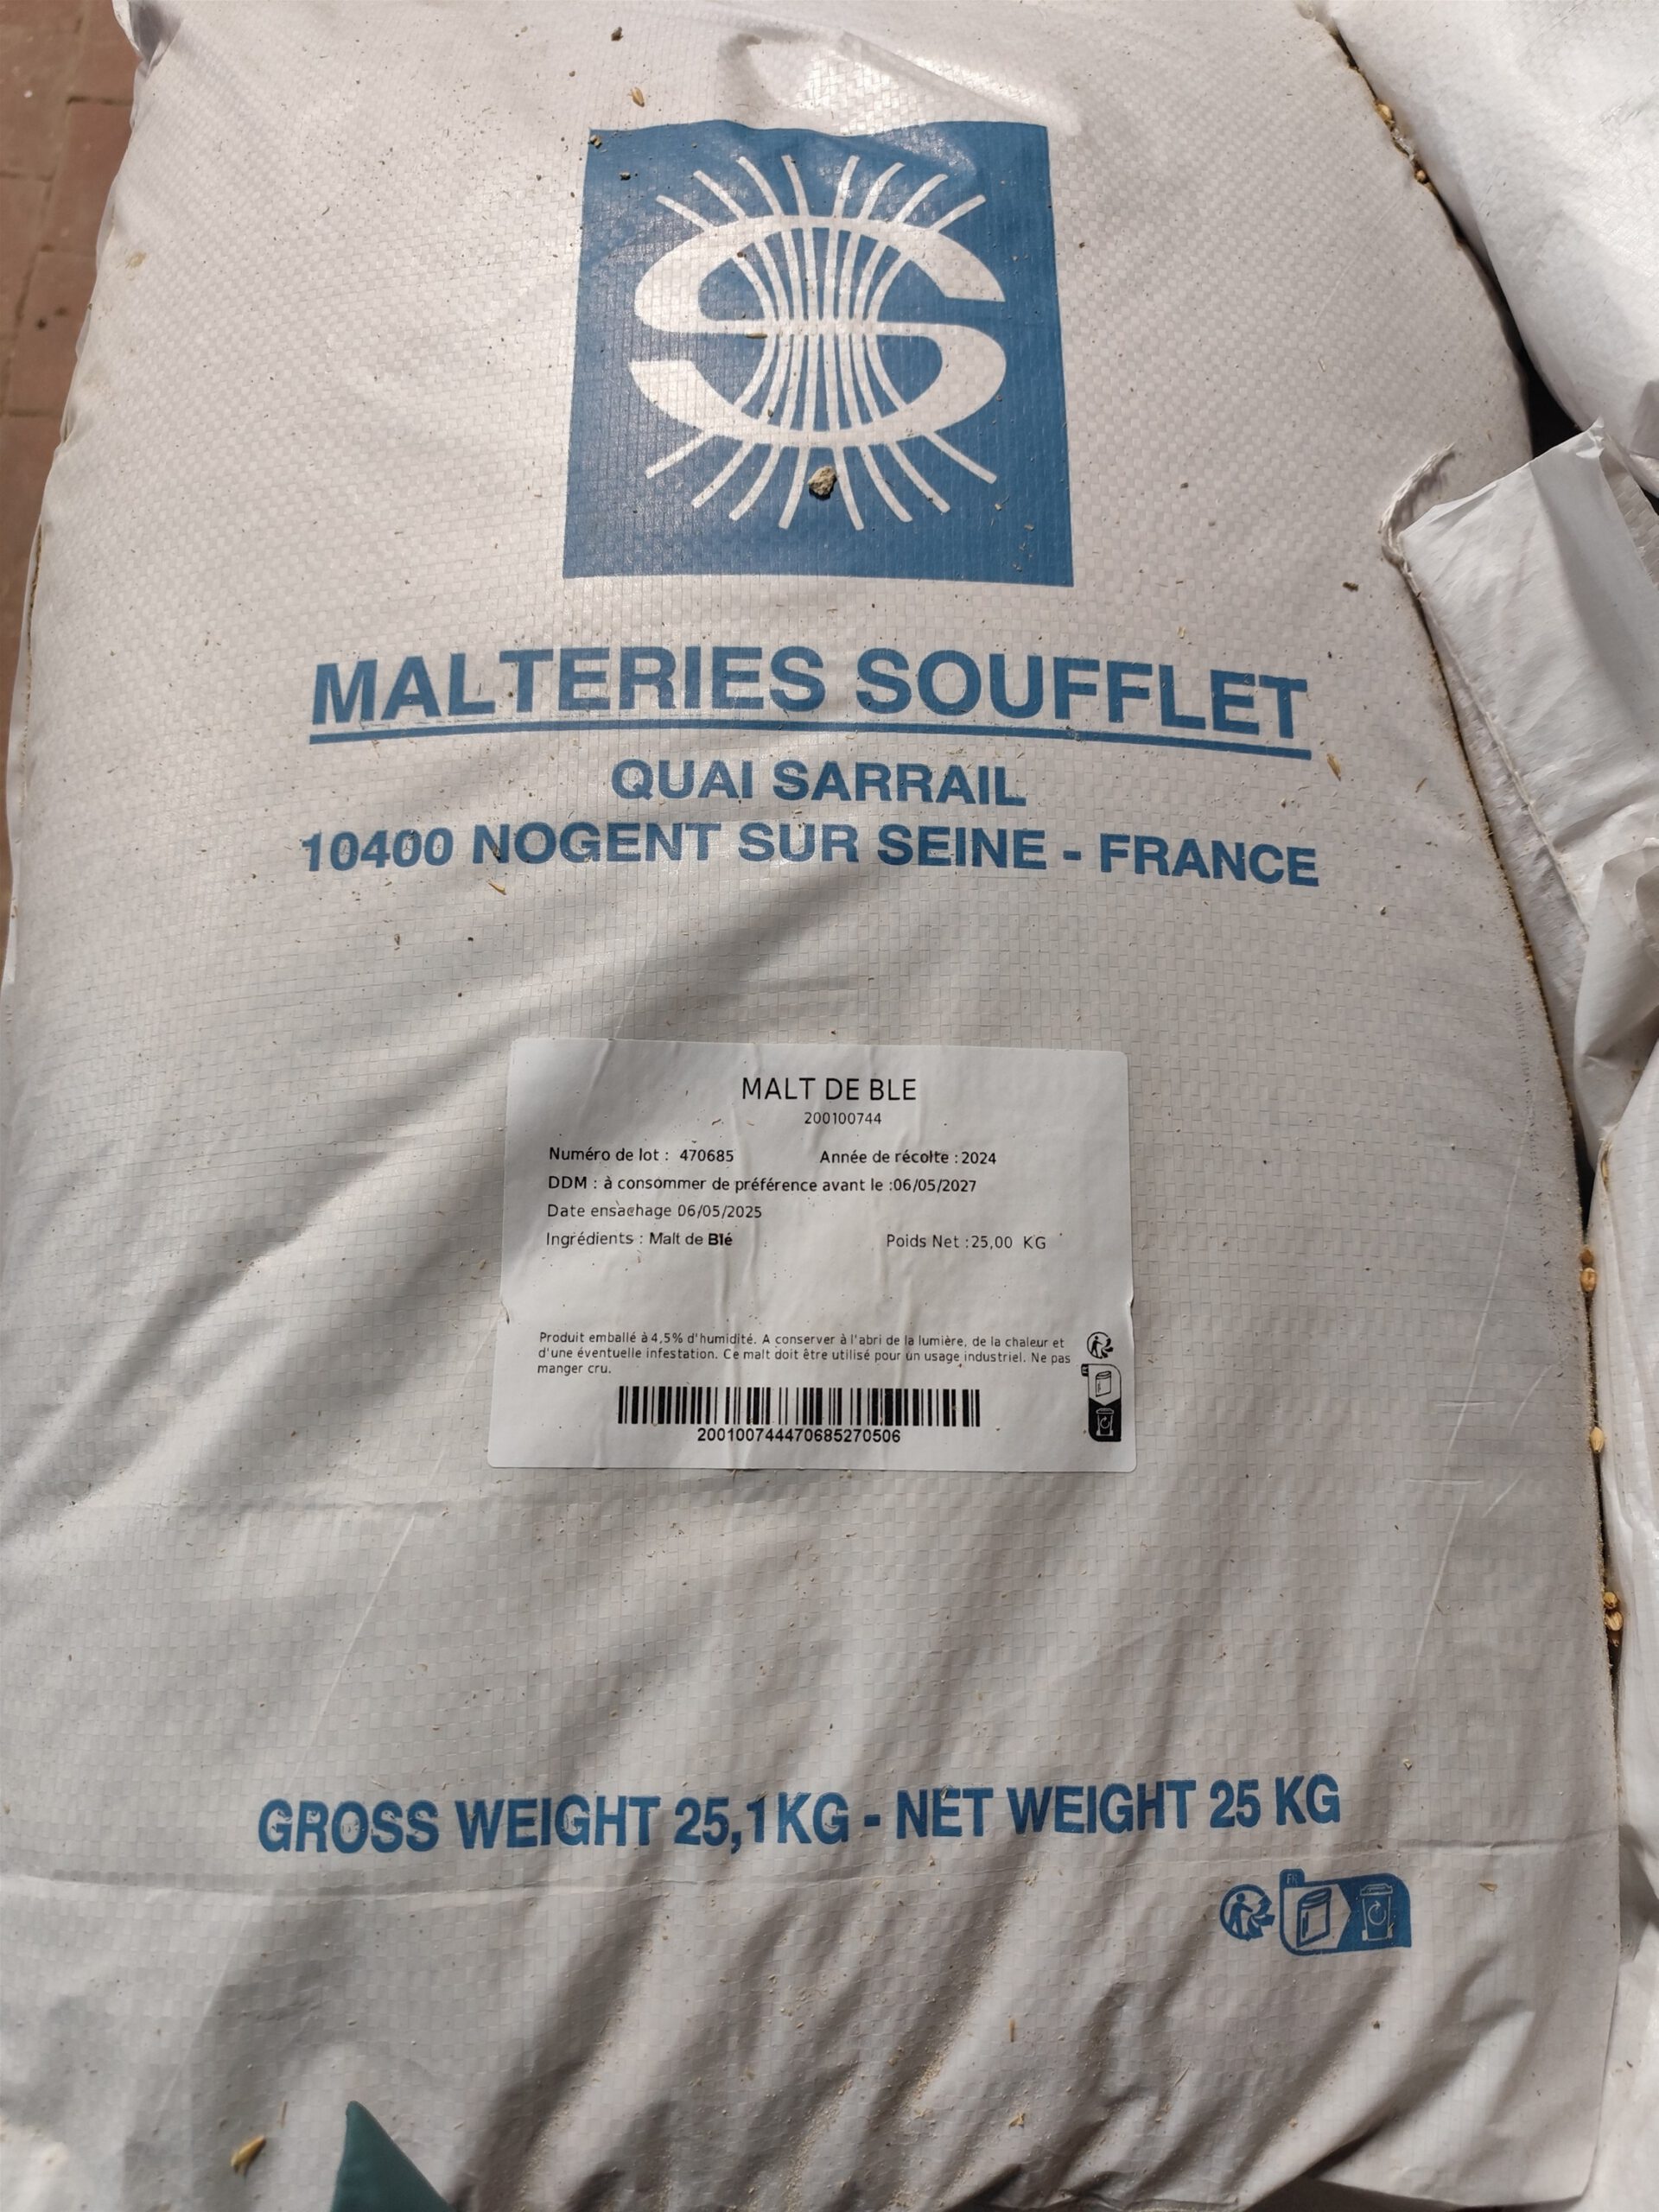 MALTERIES SOUFFLET
QUAI SARRAIL
10400 NOGENT SUR SEINE - FRANCE
MALT DE BLE
200100744
Numéro de lot : 470685 Année de récolte :2024
DDM : à consommer de préférence avant le :06/05/2027
Date ensachage 06/05/2025
Ingrédients : Malt de Blé Poids Net :25,00 KG
Produit emballé à 4,5% d'humidité. A conserver à l'abri de la lumière, de la chaleur et
d'une éventuelle infestation. Ce malt doit être utilisé pour un usage industriel. Ne pas
manger cru.
200100744470685270506
GROSS WEIGHT 25,1KG - NET WEIGHT 25 KG
FR